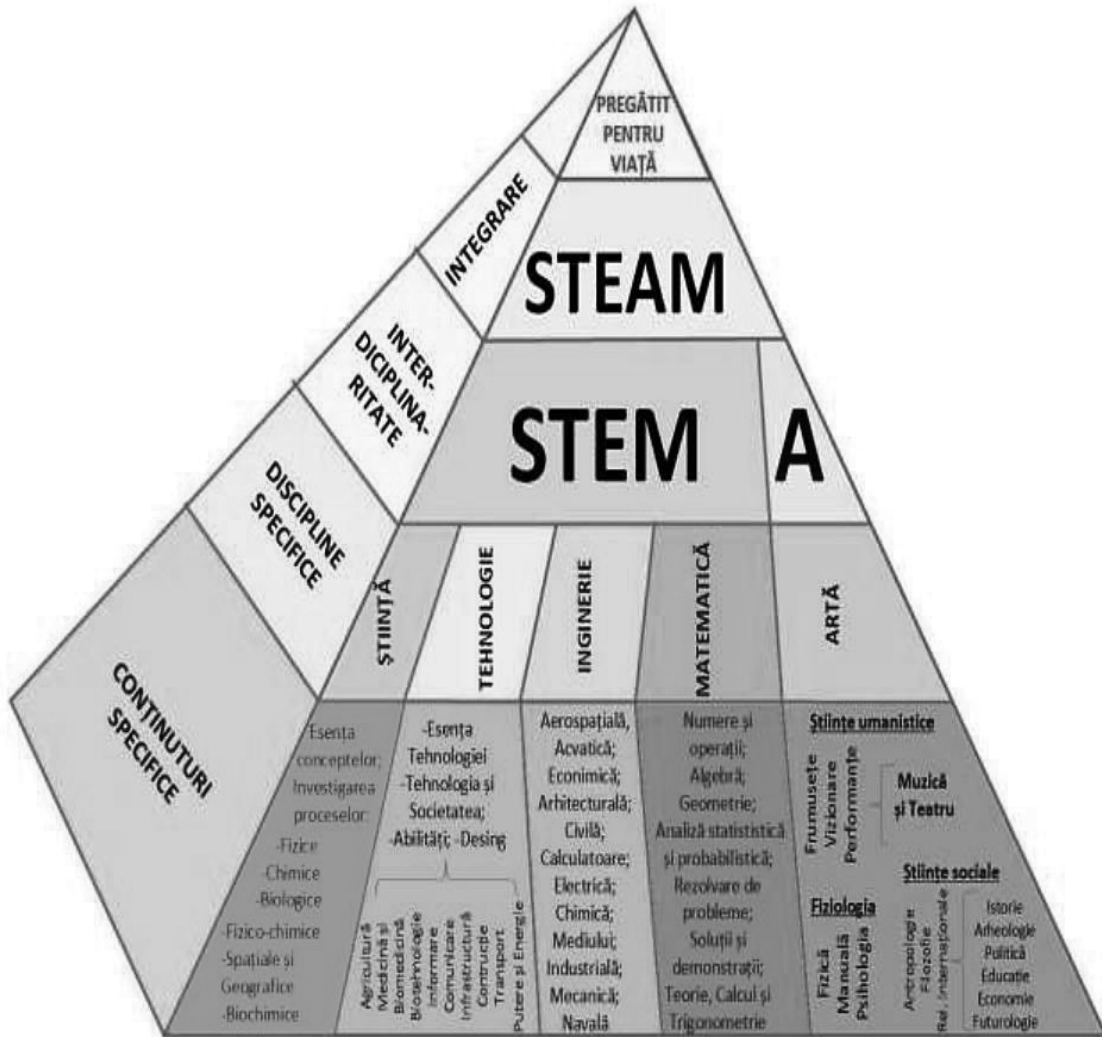 PREGĂTIT
PENTRU
VIAȚĂ
INTEGRARE
STEAM
INTER-
DICIPLINA-
RITATE
STEM
A
DISCIPLINE
SPECIFICE
ȘTIINȚĂ
TEHNOLOGIE
INGINERIE
MATEMATICĂ
ARTĂ
CONȚINUTURI
SPECIFICE
Esența
conceptelor;
Investigarea
proceselor:
-Fizice
-Chimice
-Biologice
-Fizico-chimice
-Spațiale și
Geografice
-Biochimice
-Esența
Tehnologiei
-Tehnologia și
Societatea;
-Abilități; -Desing
Agricultură
Medicină și
Biomedicină
Biotehnologie
Informare
Comunicare
Infrastructură
Contrucție
Transport
Putere și Energie
Aerospațială,
Acvatică;
Econimică;
Arhitecturală;
Civilă;
Calculatoare;
Electrică;
Chimică;
Mediului;
Industrială;
Mecanică;
Navală
Numere și
operații;
Algebră;
Geometrie;
Analiză statististică
și probabilistică;
Rezolvare de
probleme;
Soluții și
demonstrații;
Teorie, Calcul și
Trigonometrie
Științe umanistice
Frumusețe
Vizionare
Performanțe
Muzică
și Teatru
Științe sociale
Fiziologia
Fizică
Manuală
Psihologia
Antropologie
Filozofie
Rel. Internaționale
Istorie
Arheologie
Politică
Educație
Economie
Futurologie